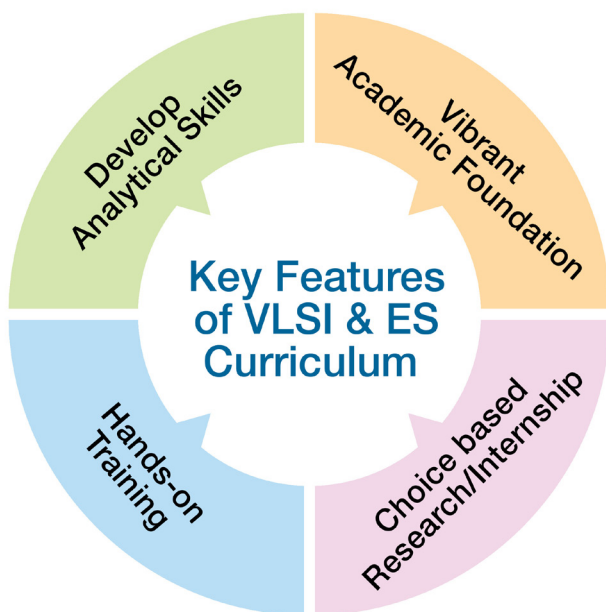 Develop
Analytical Skills
Vibrant
Academic Foundation
Key Features
of VLSI & ES
Curriculum
Hands-on
Training
Choice based
Research/Internship